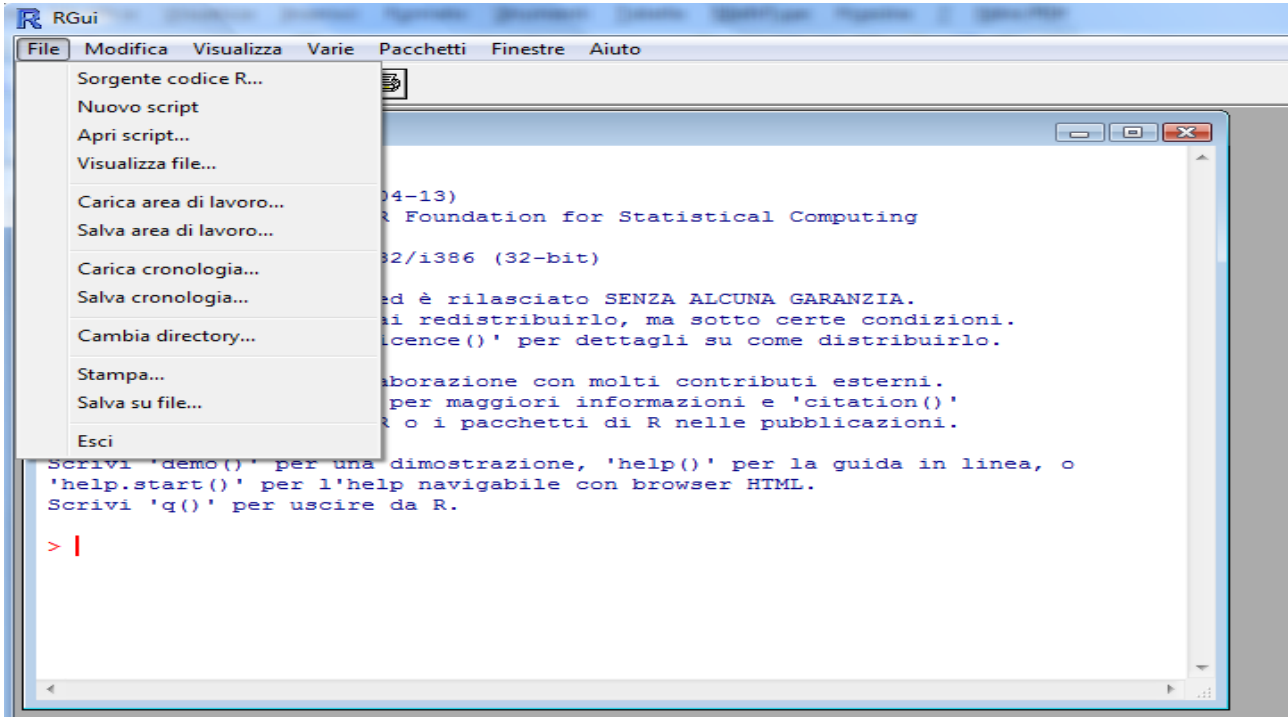 RGui
File Modifica Visualizza Varie Pacchetti Finestre Aiuto
Sorgente codice R...
Nuovo script
Apri script...
Visualizza file...
Carica area di lavoro...
Salva area di lavoro...
Carica cronologia...
Salva cronologia...
Cambia directory...
Stampa...
Salva su file...
Esci
04-13)
R Foundation for Statistical Computing
32/i386 (32-bit)
ed è rilasciato SENZA ALCUNA GARANZIA.
ai redistribuirlo, ma sotto certe condizioni.
icence()' per dettagli su come distribuirlo.
aborazione con molti contributi esterni.
per maggiori informazioni e 'citation()'
R o i pacchetti di R nelle pubblicazioni.
Scrivi 'demo()' per una dimostrazione, 'help()' per la guida in linea, o
'help.start()' per l'help navigabile con browser HTML.
Scrivi 'q()' per uscire da R.
>